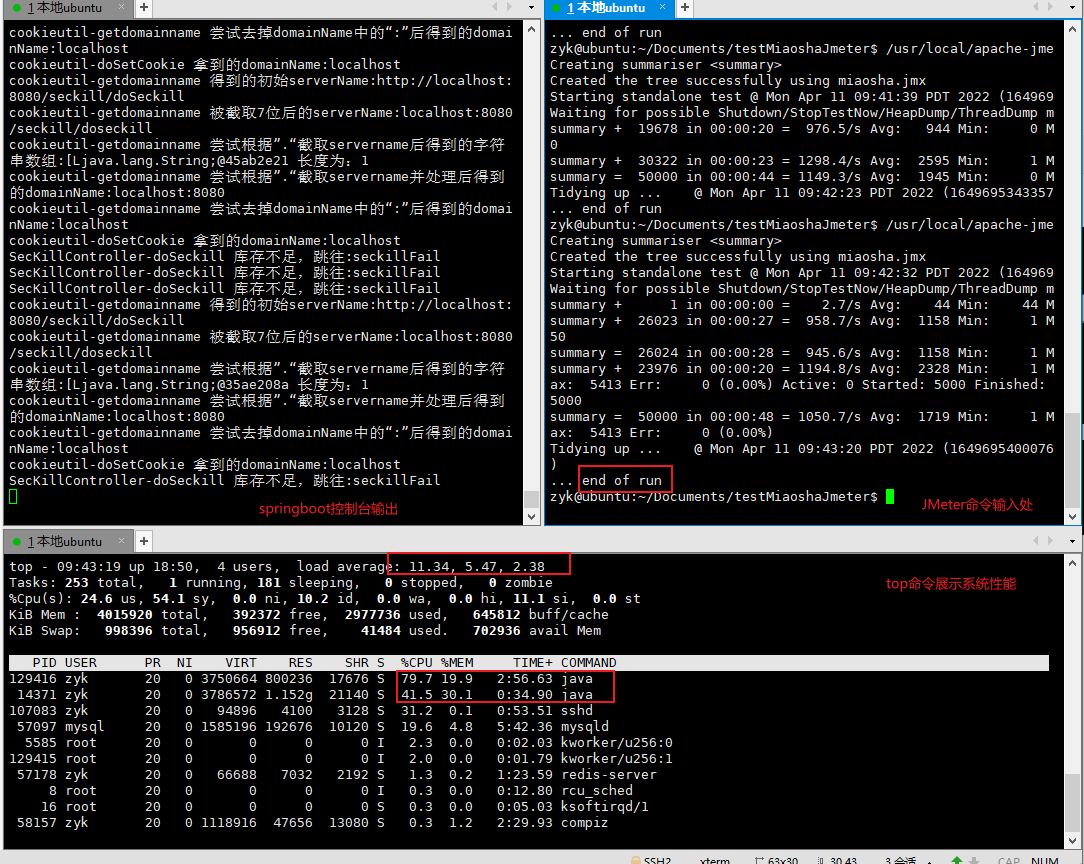 1 本地ubuntu × +
cookieutil-getdomainname 尝试去掉domainName中的“:”后得到的domai
nName:localhost
cookieutil-doSetCookie 拿到的domainName:localhost
cookieutil-getdomainname 得到的初始serverName:http://localhost:
8080/seckill/doSeckill
cookieutil-getdomainname 被截取7位后的serverName:localhost:8080
/seckill/doseckill
cookieutil-getdomainname 尝试根据”.“截取servername后得到的字符
串数组:[Ljava.lang.String;@45ab2e21 长度为：1
cookieutil-getdomainname 尝试根据”.“截取servername并处理后得到
的domainName:localhost:8080
cookieutil-getdomainname 尝试去掉domainName中的“:”后得到的domai
nName:localhost
cookieutil-doSetCookie 拿到的domainName:localhost
SecKillController-doSeckill 库存不足，跳往:seckillFail
SecKillController-doSeckill 库存不足，跳往:seckillFail
SecKillController-doSeckill 库存不足，跳往:seckillFail
cookieutil-getdomainname 得到的初始serverName:http://localhost:
8080/seckill/doSeckill
cookieutil-getdomainname 被截取7位后的serverName:localhost:8080
/seckill/doseckill
cookieutil-getdomainname 尝试根据”.“截取servername后得到的字符
串数组:[Ljava.lang.String;@35ae208a 长度为：1
cookieutil-getdomainname 尝试根据”.“截取servername并处理后得到
的domainName:localhost:8080
cookieutil-getdomainname 尝试去掉domainName中的“:”后得到的domai
nName:localhost
cookieutil-doSetCookie 拿到的domainName:localhost
SecKillController-doSeckill 库存不足，跳往:seckillFail
springboot控制台输出
1 本地ubuntu × +
... end of run
zyk@ubuntu:~/Documents/testMiaoshaJmeter$ /usr/local/apache-jme
Creating summariser <summary>
Created the tree successfully using miaosha.jmx
Starting standalone test @ Mon Apr 11 09:41:39 PDT 2022 (164969
Waiting for possible Shutdown/StopTestNow/HeapDump/ThreadDump m
summary +  19678 in 00:00:20 =  976.5/s Avg:   944 Min:     0 M
0
summary +  30322 in 00:00:23 = 1298.4/s Avg:  2595 Min:     1 M
summary =  50000 in 00:00:44 = 1149.3/s Avg:  1945 Min:     0 M
Tidying up ...    @ Mon Apr 11 09:42:23 PDT 2022 (1649695343357
... end of run
zyk@ubuntu:~/Documents/testMiaoshaJmeter$ /usr/local/apache-jme
Creating summariser <summary>
Created the tree successfully using miaosha.jmx
Starting standalone test @ Mon Apr 11 09:42:32 PDT 2022 (164969
Waiting for possible Shutdown/StopTestNow/HeapDump/ThreadDump m
summary +      1 in 00:00:00 =    2.7/s Avg:    44 Min:    44 M
summary +  26023 in 00:00:27 =  958.7/s Avg:  1158 Min:     1 M
50
summary =  26024 in 00:00:28 =  945.6/s Avg:  1158 Min:     1 M
summary +  23976 in 00:00:20 = 1194.8/s Avg:  2328 Min:     1 M
ax:  5413 Err:     0 (0.00%) Active: 0 Started: 5000 Finished:
5000
summary =  50000 in 00:00:48 = 1050.7/s Avg:  1719 Min:     1 M
ax:  5413 Err:     0 (0.00%)
Tidying up ...    @ Mon Apr 11 09:43:20 PDT 2022 (1649695400076
)
... end of run
zyk@ubuntu:~/Documents/testMiaoshaJmeter$
JMeter命令输入处
1 本地ubuntu × +
top - 09:43:19 up 18:50,  4 users,  load average: 11.34, 5.47, 2.38
Tasks: 253 total,   1 running, 181 sleeping,   0 stopped,   0 zombie
%Cpu(s): 24.6 us, 54.1 sy,  0.0 ni, 10.2 id,  0.0 wa,  0.0 hi, 11.1 si,  0.0 st
KiB Mem :  4015920 total,   392372 free,  2977736 used,   645812 buff/cache
KiB Swap:   998396 total,   956912 free,    41484 used.   702936 avail Mem
top命令展示系统性能
PID USER      PR  NI    VIRT    RES    SHR S  %CPU %MEM     TIME+ COMMAND
129416 zyk       20   0 3750664 800236  17676 S  79.7 19.9   2:56.63 java
14371 zyk       20   0 3786572 1.152g  21140 S  41.5 30.1   0:34.90 java
107083 zyk       20   0   94896   4100   3128 S  31.2  0.1   0:53.51 sshd
57097 mysql     20   0 1585196 192676  10120 S  19.6  4.8   5:42.36 mysqld
5585 root      20   0       0      0      0 I   2.3  0.0   0:02.03 kworker/u256:0
129415 root      20   0       0      0      0 I   2.0  0.0   0:01.79 kworker/u256:1
57178 zyk       20   0   66688   7032   2192 S   1.3  0.2   1:23.59 redis-server
8 root      20   0       0      0      0 I   0.3  0.0   0:12.80 rcu_sched
16 root      20   0       0      0      0 S   0.3  0.0   0:05.03 ksoftirqd/1
58157 zyk       20   0 1118916  47656  13080 S   0.3  1.2   2:29.93 compiz
SSH2 xterm 63x30 30,43 3 会话 CAP NUM